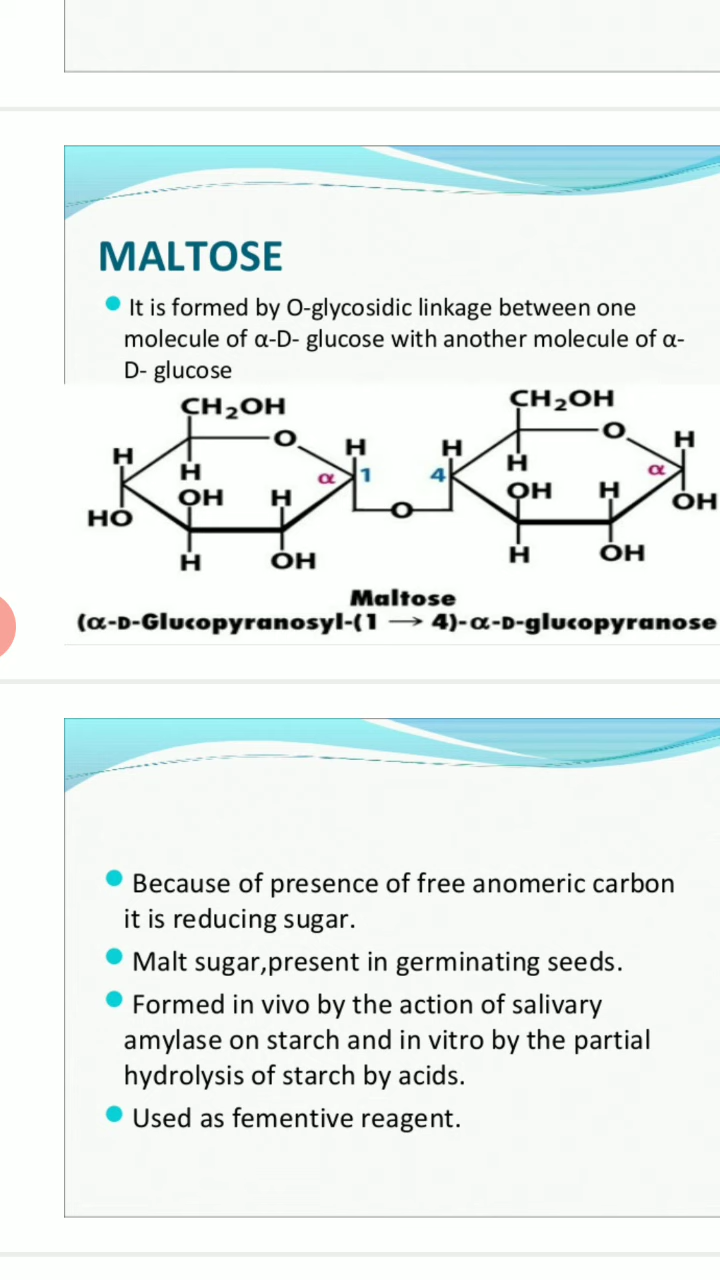 MALTOSE
It is formed by O-glycosidic linkage between one
molecule of α-D- glucose with another molecule of α-
D- glucose
CH₂OH CH₂OH
O O
H H H H
H α 1 4 H α
OH H OH H OH
HO O
H OH H OH
Maltose
(α-D-Glucopyranosyl-(1 → 4)-α-D-glucopyranose
Because of presence of free anomeric carbon
it is reducing sugar.
Malt sugar,present in germinating seeds.
Formed in vivo by the action of salivary
amylase on starch and in vitro by the partial
hydrolysis of starch by acids.
Used as fementive reagent.